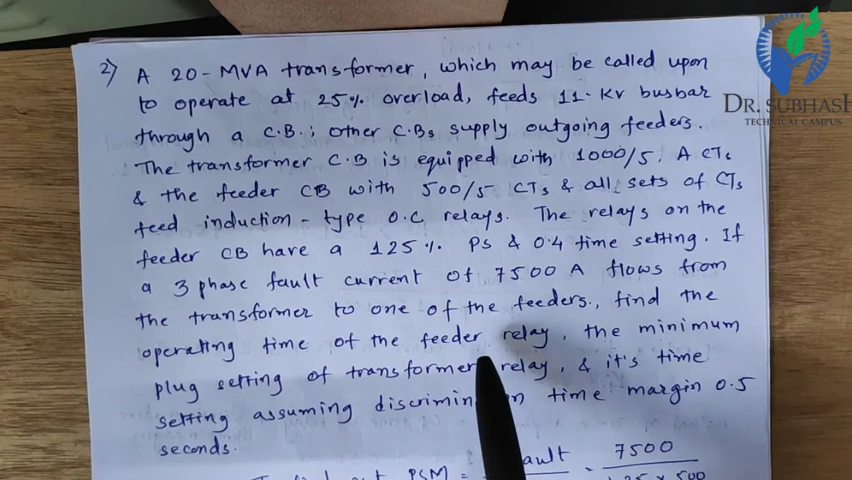 DR. SUBHASH
TECHNICAL CAMPUS
2) A 20-MVA transformer, which may be called upon
to operate at 25% overload, feeds 11-KV busbar
through a C.B.; other C.Bs supply outgoing feeders.
The transformer C.B is equipped with 1000/5. A CTs
& the feeder CB with 500/5 CTs & all sets of CTs
feed induction-type O.C relays. The relays on the
feeder CB have a 125% PS & 0.4 time setting. If
a 3 phase fault current of 7500 A flows from
the transformer to one of the feeders., find the
operating time of the feeder relay, the minimum
plug setting of transformer relay, & it's time
setting assuming time margin 0.5
seconds.
PSM = = 7500